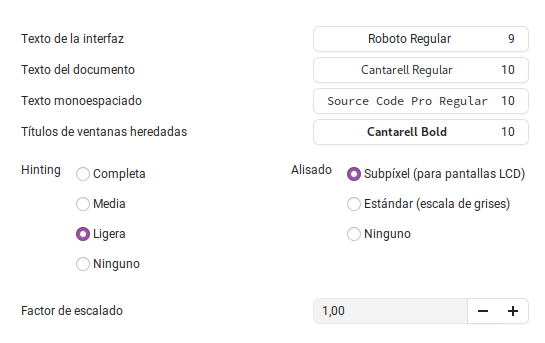 Texto de la interfaz Roboto Regular 9
Texto del documento Cantarell Regular 10
Texto monoespaciado Source Code Pro Regular 10
Títulos de ventanas heredadas Cantarell Bold 10
Hinting Completa Alisado Subpíxel (para pantallas LCD)
Media Estándar (escala de grises)
Ligera Ninguno
Ninguno
Factor de escalado 1,00 − +